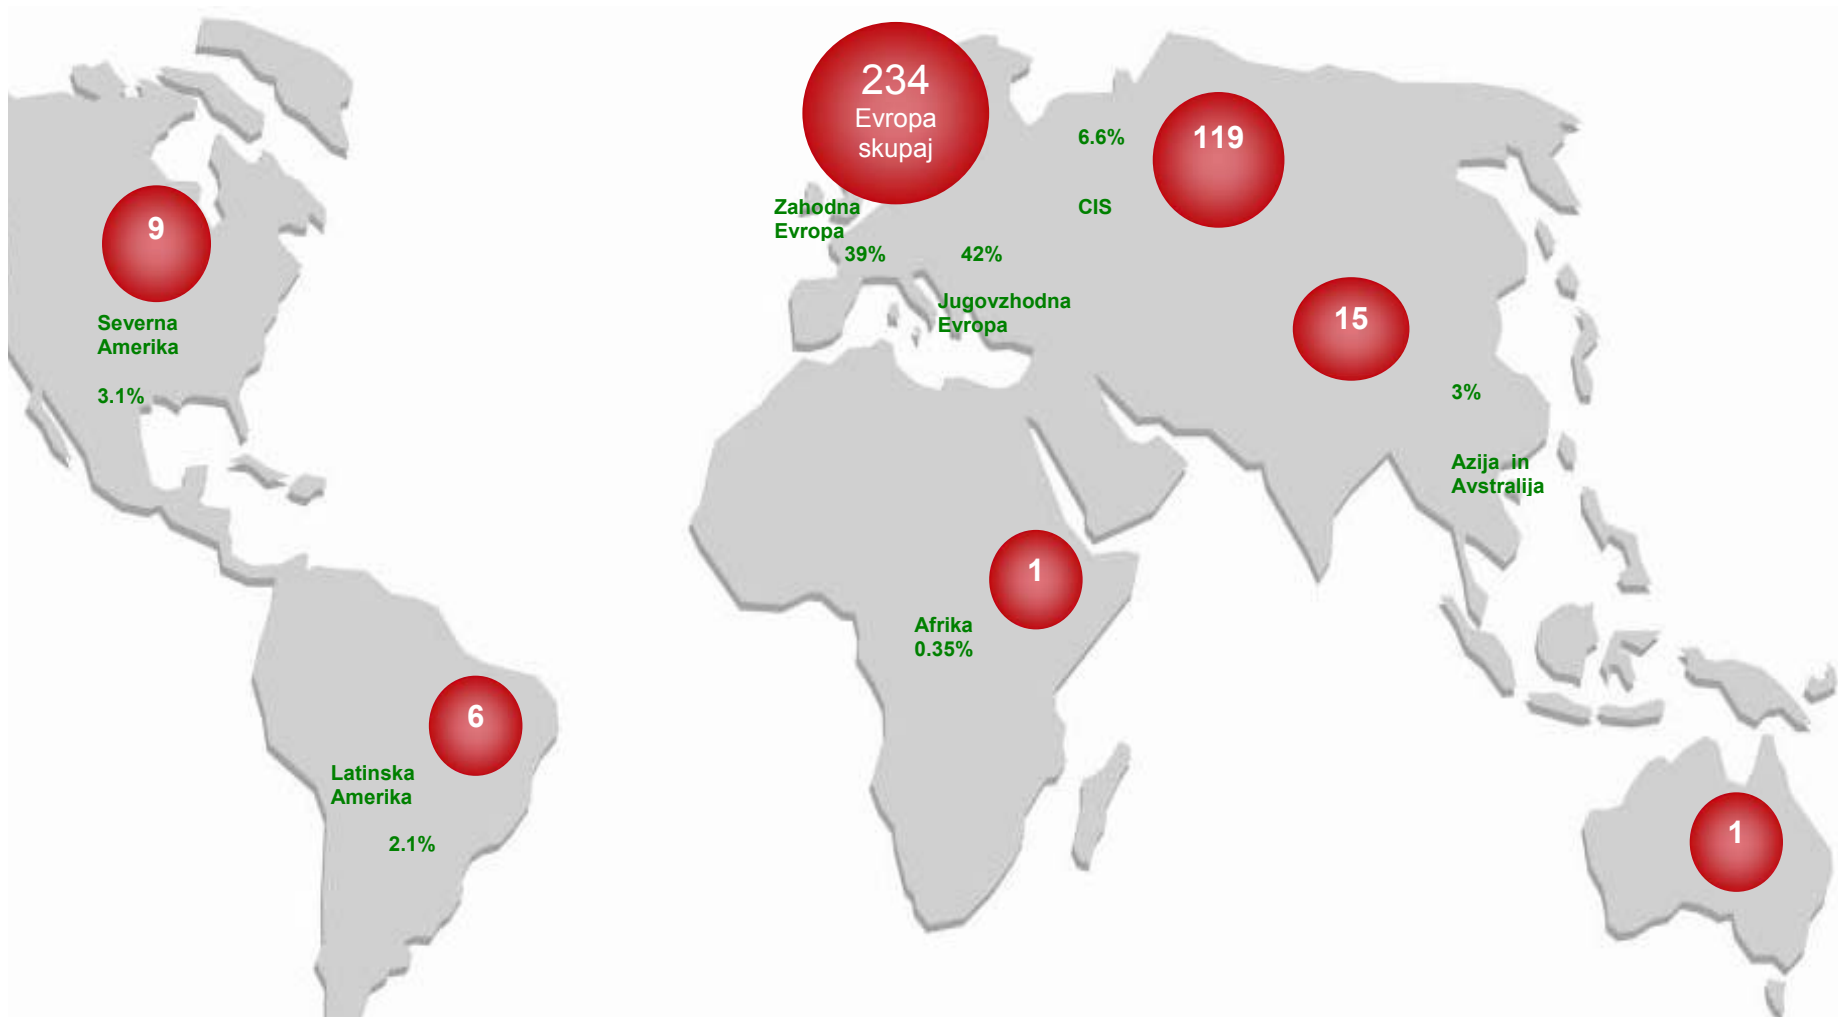 234
Evropa
skupaj
6.6%
119
CIS
Zahodna
Evropa
39%
42%
Jugovzhodna
Evropa
9
Severna
Amerika
3.1%
15
3%
Azija in
Avstralija
1
Afrika
0.35%
6
Latinska
Amerika
2.1%
1